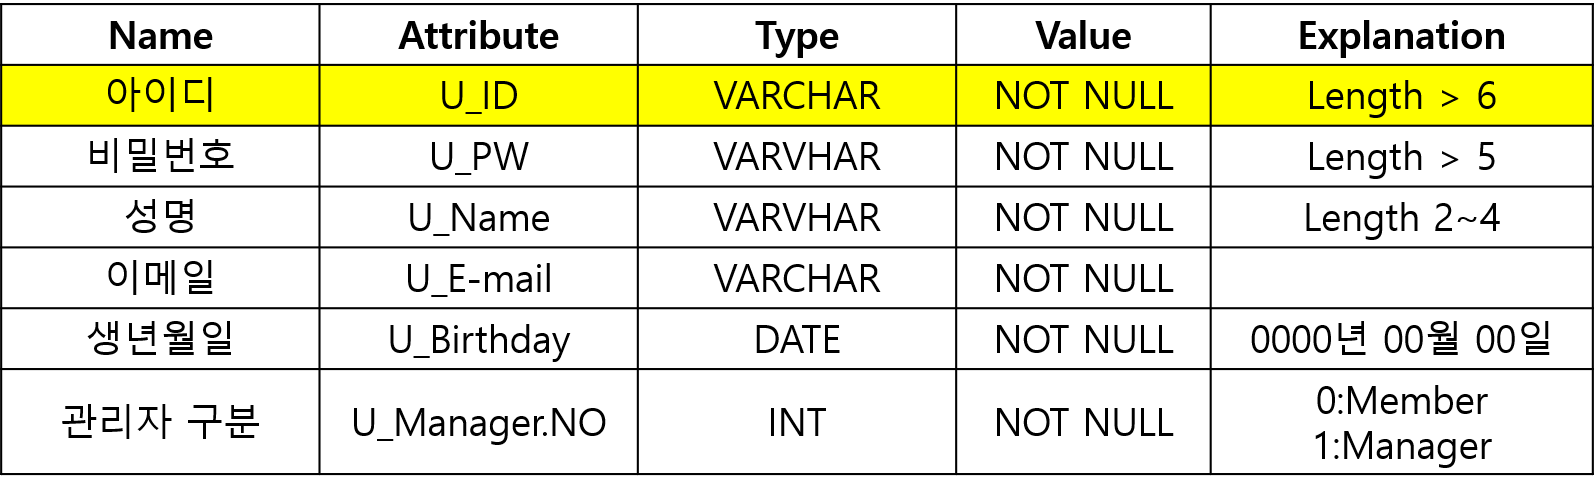 Name Attribute Type Value Explanation
아이디 U_ID VARCHAR NOT NULL Length > 6
비밀번호 U_PW VARVHAR NOT NULL Length > 5
성명 U_Name VARVHAR NOT NULL Length 2~4
이메일 U_E-mail VARCHAR NOT NULL
생년월일 U_Birthday DATE NOT NULL 0000년 00월 00일
관리자 구분 U_Manager.NO INT NOT NULL 0:Member
1:Manager